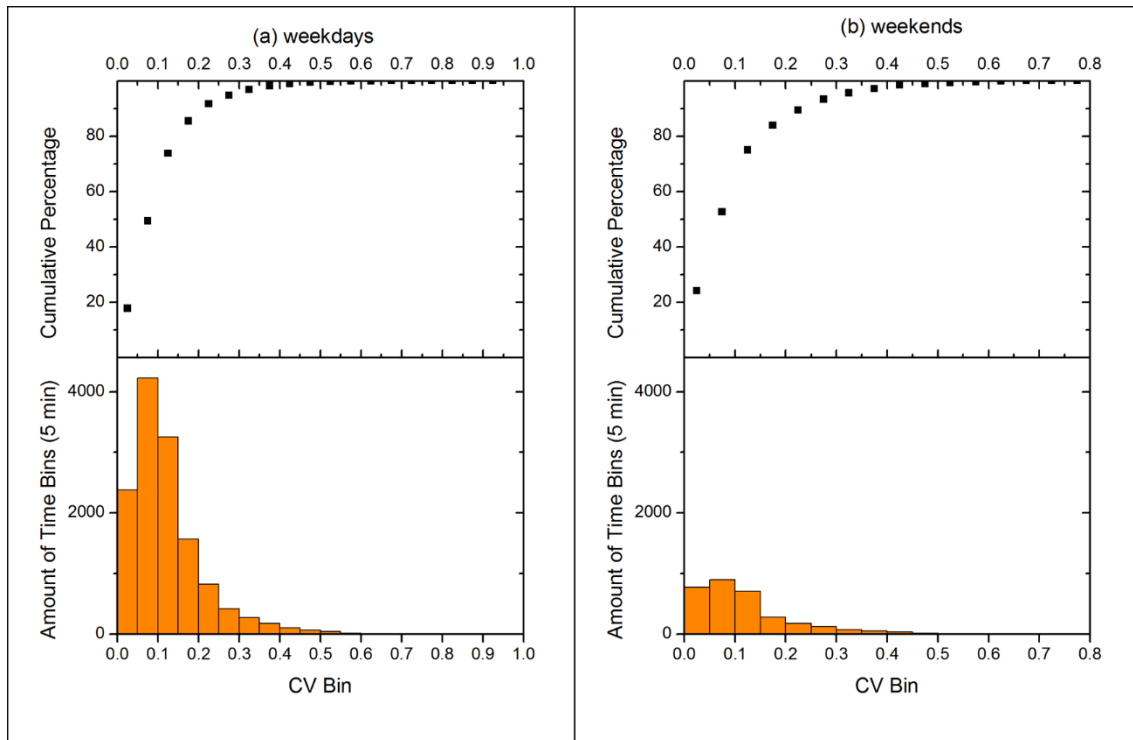 (a) weekdays
0.0 0.1 0.2 0.3 0.4 0.5 0.6 0.7 0.8 0.9 1.0
Cumulative Percentage
80
60
40
20
Amount of Time Bins (5 min)
4000
2000
0
0.0 0.1 0.2 0.3 0.4 0.5 0.6 0.7 0.8 0.9 1.0
CV Bin
(b) weekends
0.0 0.1 0.2 0.3 0.4 0.5 0.6 0.7 0.8
Cumulative Percentage
80
60
40
20
Amount of Time Bins (5 min)
4000
2000
0
0.0 0.1 0.2 0.3 0.4 0.5 0.6 0.7 0.8
CV Bin